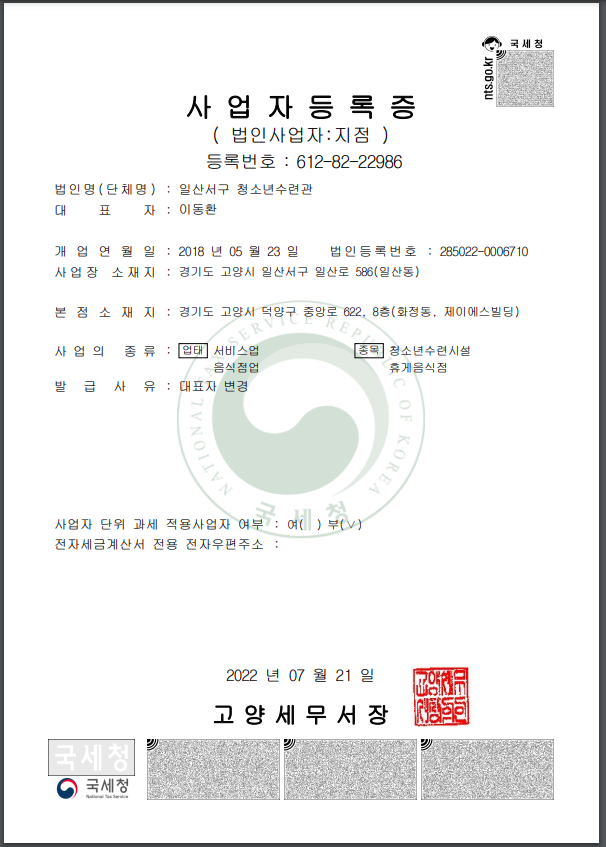 국세청
nts.go.kr
사업자등록증
( 법인사업자:지점 )
등록번호 : 612-82-22986
법인명(단체명) : 일산서구 청소년수련관
대 표 자 : 이동환
개 업 연 월 일 : 2018 년 05 월 23 일 법인등록번호 : 285022-0006710
사업장 소재지 : 경기도 고양시 일산서구 일산로 586(일산동)
본 점 소 재 지 : 경기도 고양시 덕양구 중앙로 622, 8층(화정동, 제이에스빌딩)
사 업 의 종 류 : 업태 서비스업 종목 청소년수련시설
음식점업 휴게음식점
발 급 사 유 : 대표자 변경
NATIONAL TAX SERVICE REPUBLIC OF KOREA
국세청
사업자 단위 과세 적용사업자 여부 : 여( ) 부(∨)
전자세금계산서 전용 전자우편주소 :
2022 년 07 월 21 일
고양세무서장
국세청
국세청
National Tax Service